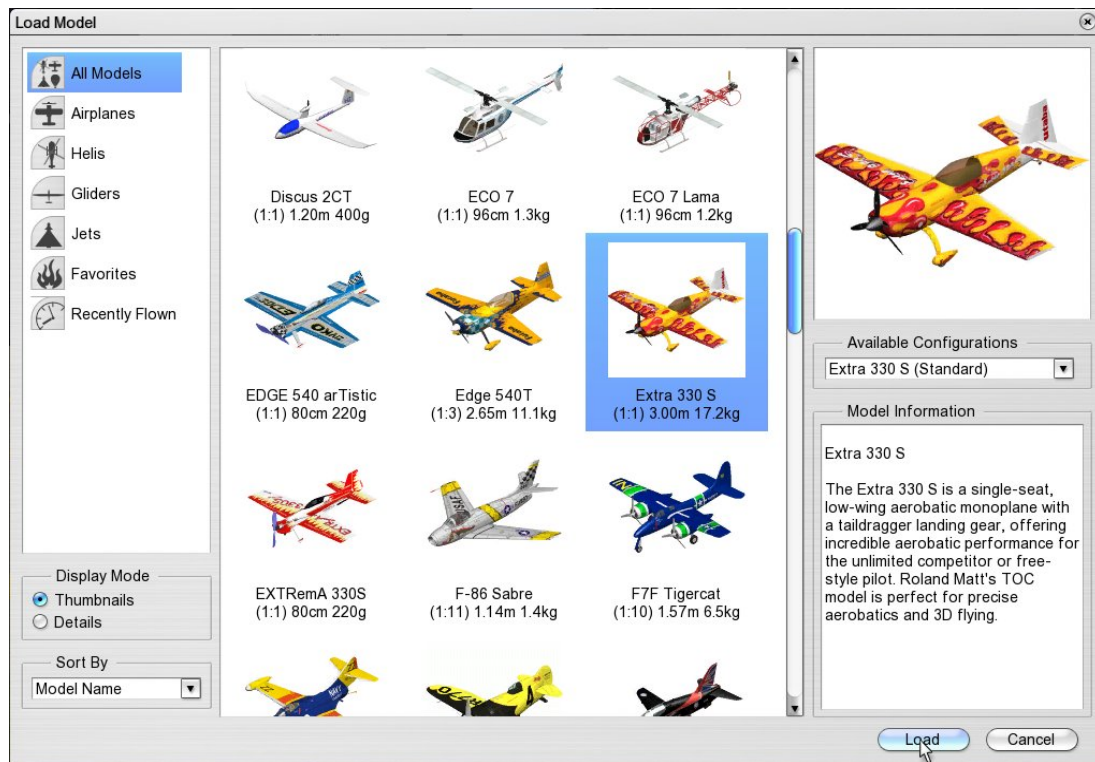 Load Model
All Models
Airplanes
Helis
Gliders
Jets
Favorites
Recently Flown
Display Mode
Thumbnails
Details
Sort By
Model Name
Discus 2CT
(1:1) 1.20m 400g
ECO 7
(1:1) 96cm 1.3kg
ECO 7 Lama
(1:1) 96cm 1.2kg
EDGE 540 arTistic
(1:1) 80cm 220g
Edge 540T
(1:3) 2.65m 11.1kg
Extra 330 S
(1:1) 3.00m 17.2kg
EXTRemA 330S
(1:1) 80cm 220g
F-86 Sabre
(1:11) 1.14m 1.4kg
F7F Tigercat
(1:10) 1.57m 6.5kg
Available Configurations
Extra 330 S (Standard)
Model Information
Extra 330 S
The Extra 330 S is a single-seat,
low-wing aerobatic monoplane with
a taildragger landing gear, offering
incredible aerobatic performance for
the unlimited competitor or free-
style pilot. Roland Matt's TOC
model is perfect for precise
aerobatics and 3D flying.
Load
Cancel